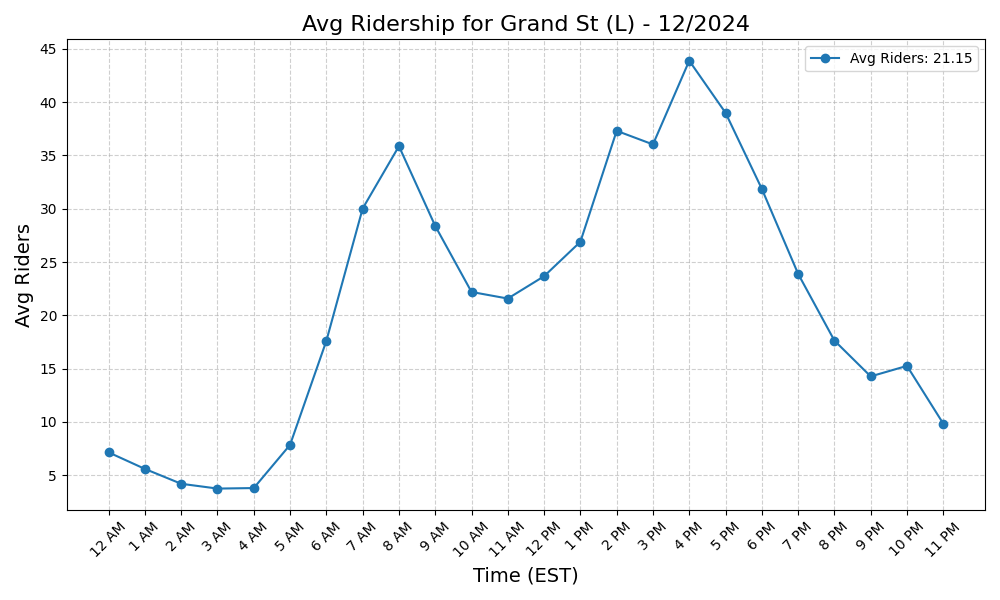 Avg Ridership for Grand St (L) - 12/2024
Avg Riders: 21.15
Avg Riders
45
40
35
30
25
20
15
10
5
12 AM
1 AM
2 AM
3 AM
4 AM
5 AM
6 AM
7 AM
8 AM
9 AM
10 AM
11 AM
12 PM
1 PM
2 PM
3 PM
4 PM
5 PM
6 PM
7 PM
8 PM
9 PM
10 PM
11 PM
Time (EST)